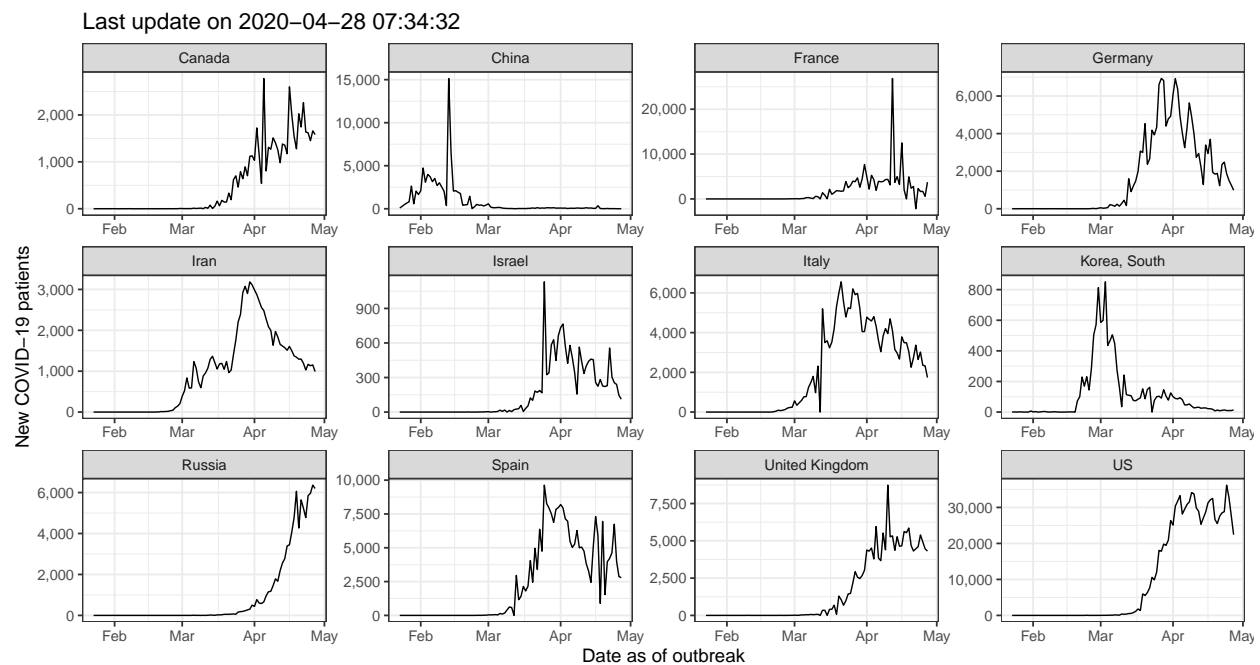 Last update on 2020−04−28 07:34:32
Canada
China
France
Germany
2,000
1,000
0
15,000
10,000
5,000
0
20,000
10,000
0
6,000
4,000
2,000
0
Feb Mar Apr May
Feb Mar Apr May
Feb Mar Apr May
Feb Mar Apr May
Iran
Israel
Italy
Korea, South
3,000
2,000
1,000
0
900
600
300
0
6,000
4,000
2,000
0
800
600
400
200
0
Feb Mar Apr May
Feb Mar Apr May
Feb Mar Apr May
Feb Mar Apr May
Russia
Spain
United Kingdom
US
6,000
4,000
2,000
0
10,000
7,500
5,000
2,500
0
7,500
5,000
2,500
0
30,000
20,000
10,000
0
Feb Mar Apr May
Feb Mar Apr May
Feb Mar Apr May
Feb Mar Apr May
New COVID−19 patients
Date as of outbreak